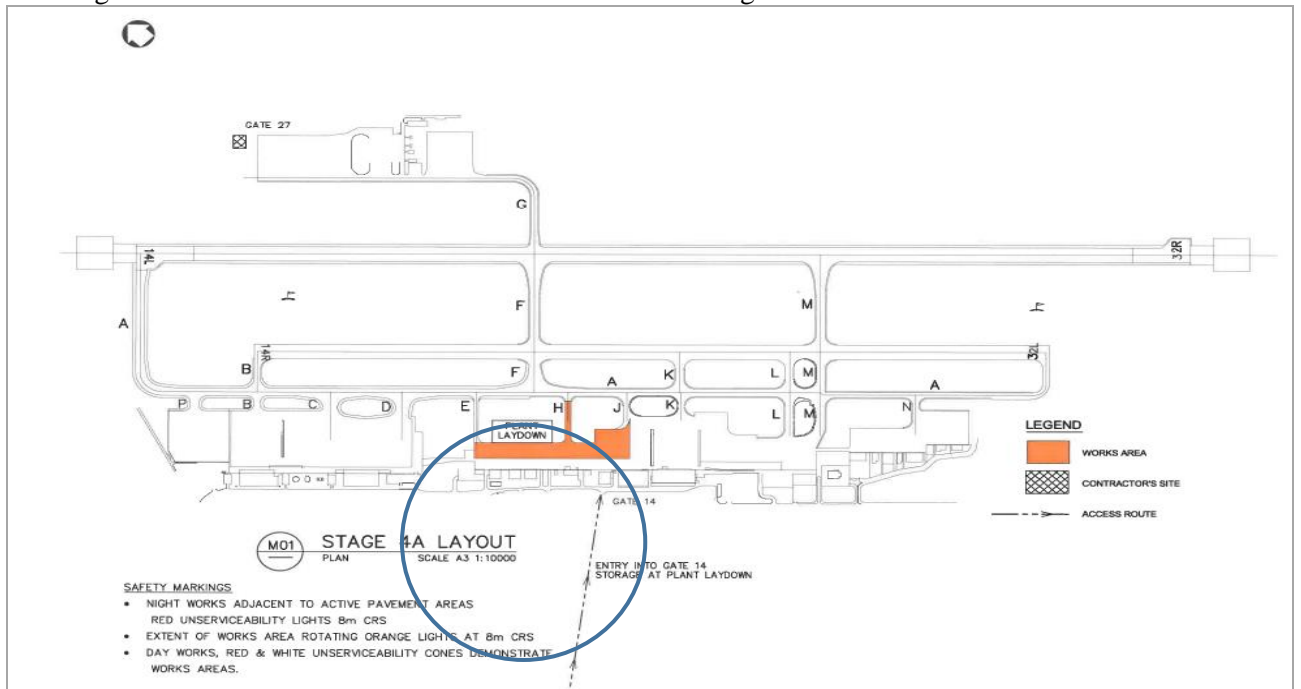 GATE 27
G
14L
32R
A
F
M
14R
32L
B
F
A
K
L
M
A
P
B
C
D
E
H
J
K
L
M
N
PLANT
LAYDOWN
LEGEND
WORKS AREA
CONTRACTOR'S SITE
ACCESS ROUTE
GATE 14
M01
STAGE 4A LAYOUT
PLAN SCALE A3 1:10000
ENTRY INTO GATE 14
STORAGE AT PLANT LAYDOWN
SAFETY MARKINGS
• NIGHT WORKS ADJACENT TO ACTIVE PAVEMENT AREAS
RED UNSERVICEABILITY LIGHTS 8m CRS
• EXTENT OF WORKS AREA ROTATING ORANGE LIGHTS AT 8m CRS
• DAY WORKS, RED & WHITE UNSERVICEABILITY CONES DEMONSTRATE
WORKS AREAS.